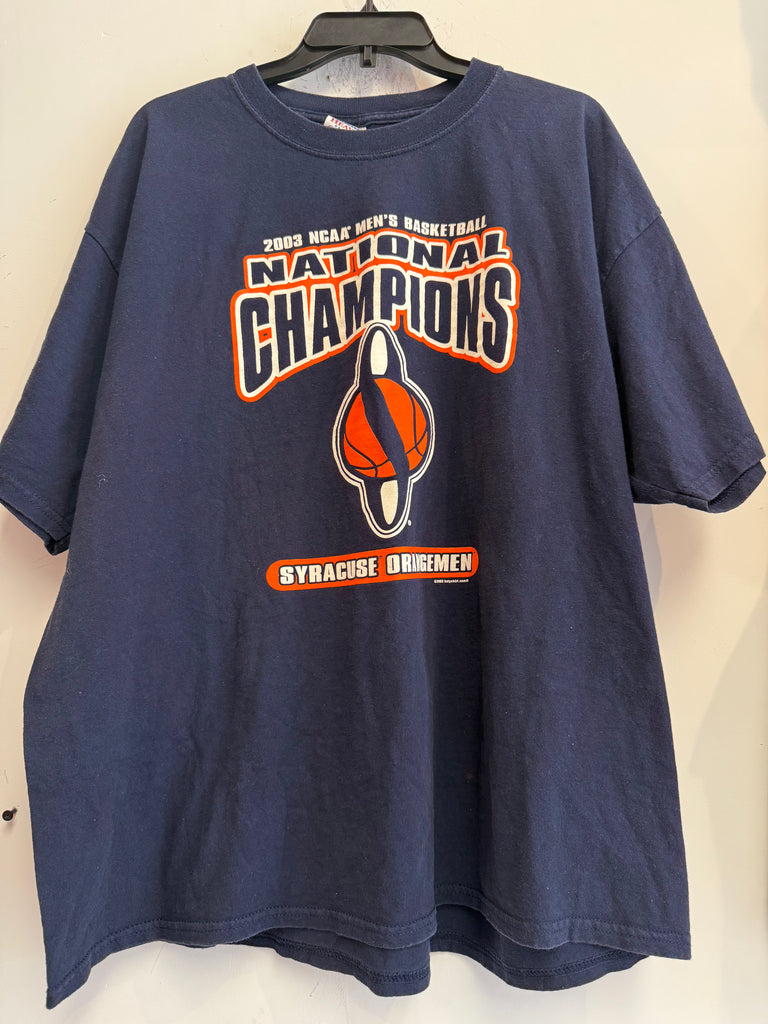 2003 NCAA® MEN'S BASKETBALL
NATIONAL
CHAMPIONS
SYRACUSE ORANGEMEN